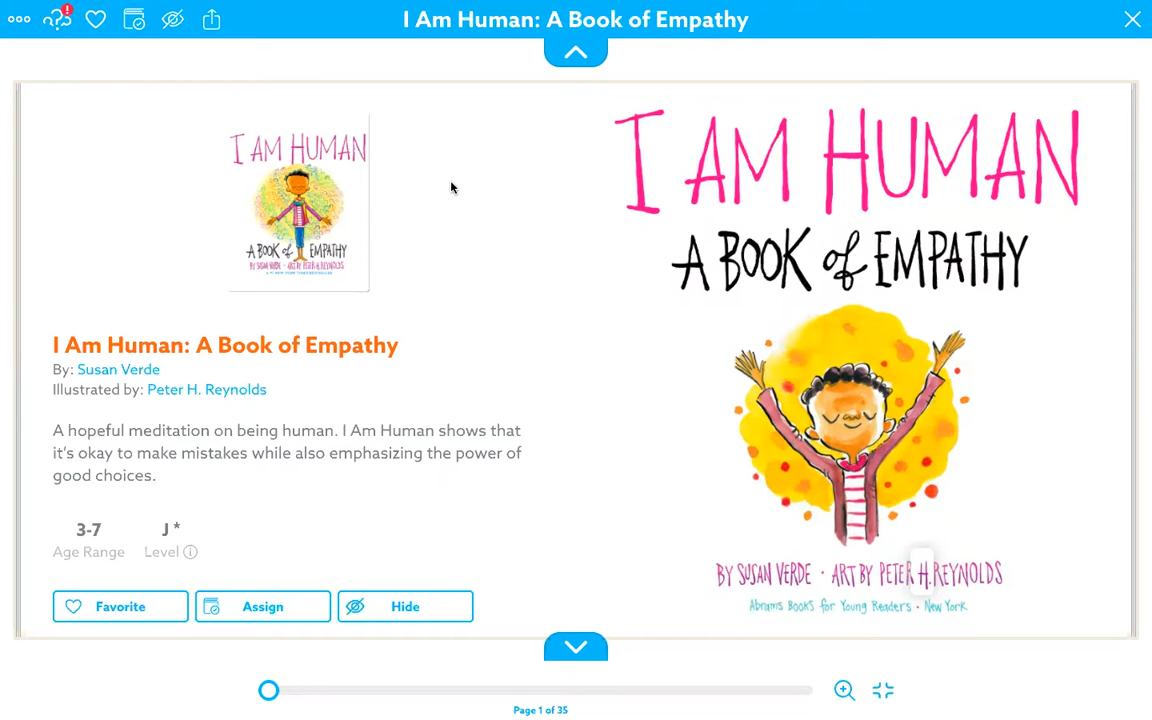 I Am Human: A Book of Empathy
I AM HUMAN
A BOOK of EMPATHY
BY SUSAN VERDE · ART BY PETER H. REYNOLDS
I Am Human: A Book of Empathy
By: Susan Verde
Illustrated by: Peter H. Reynolds
A hopeful meditation on being human. I Am Human shows that
it's okay to make mistakes while also emphasizing the power of
good choices.
3-7 J *
Age Range Level
Favorite Assign Hide
I AM HUMAN
A BOOK of EMPATHY
BY SUSAN VERDE · ART BY PETER H. REYNOLDS
Abrams Books for Young Readers · New York
Page 1 of 35